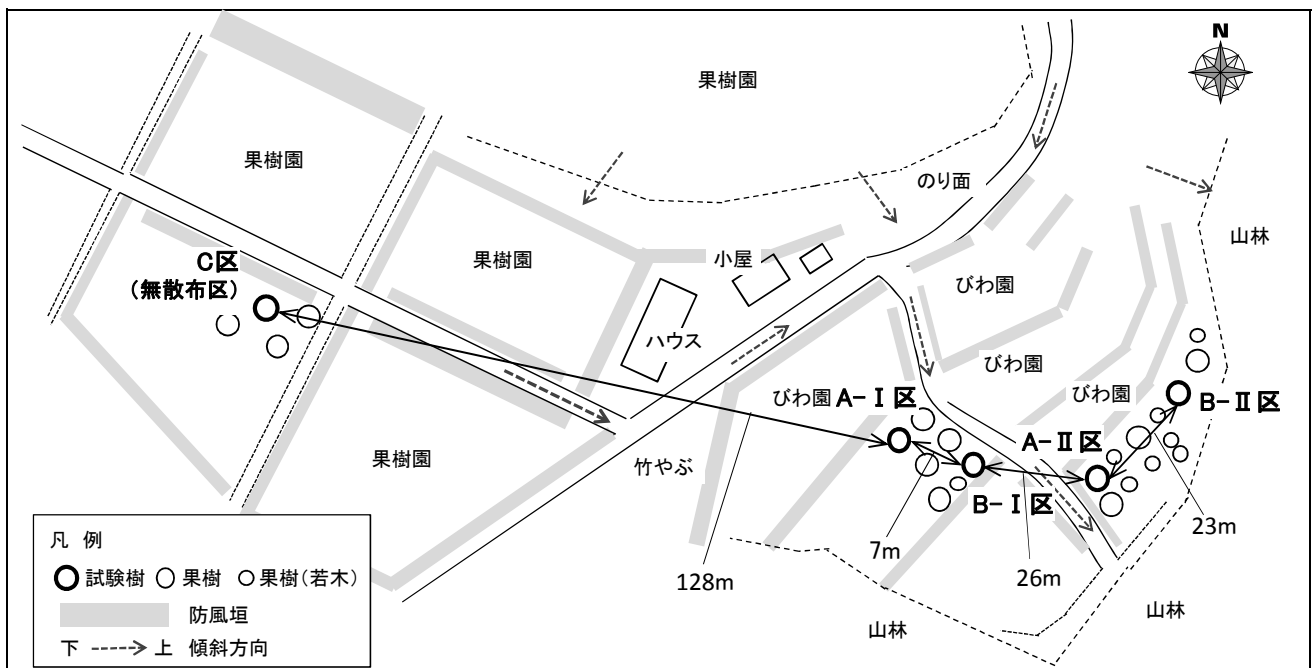 N
果樹園
果樹園
のり面
山林
C区
(無散布区)
果樹園
小屋
びわ園
ハウス
びわ園
びわ園
A-Ⅰ区
びわ園
B-Ⅱ区
果樹園
竹やぶ
A-Ⅱ区
B-Ⅰ区
23m
7m
128m
26m
山林
山林
凡 例
試験樹 果樹 果樹(若木)
防風垣
下 上 傾斜方向